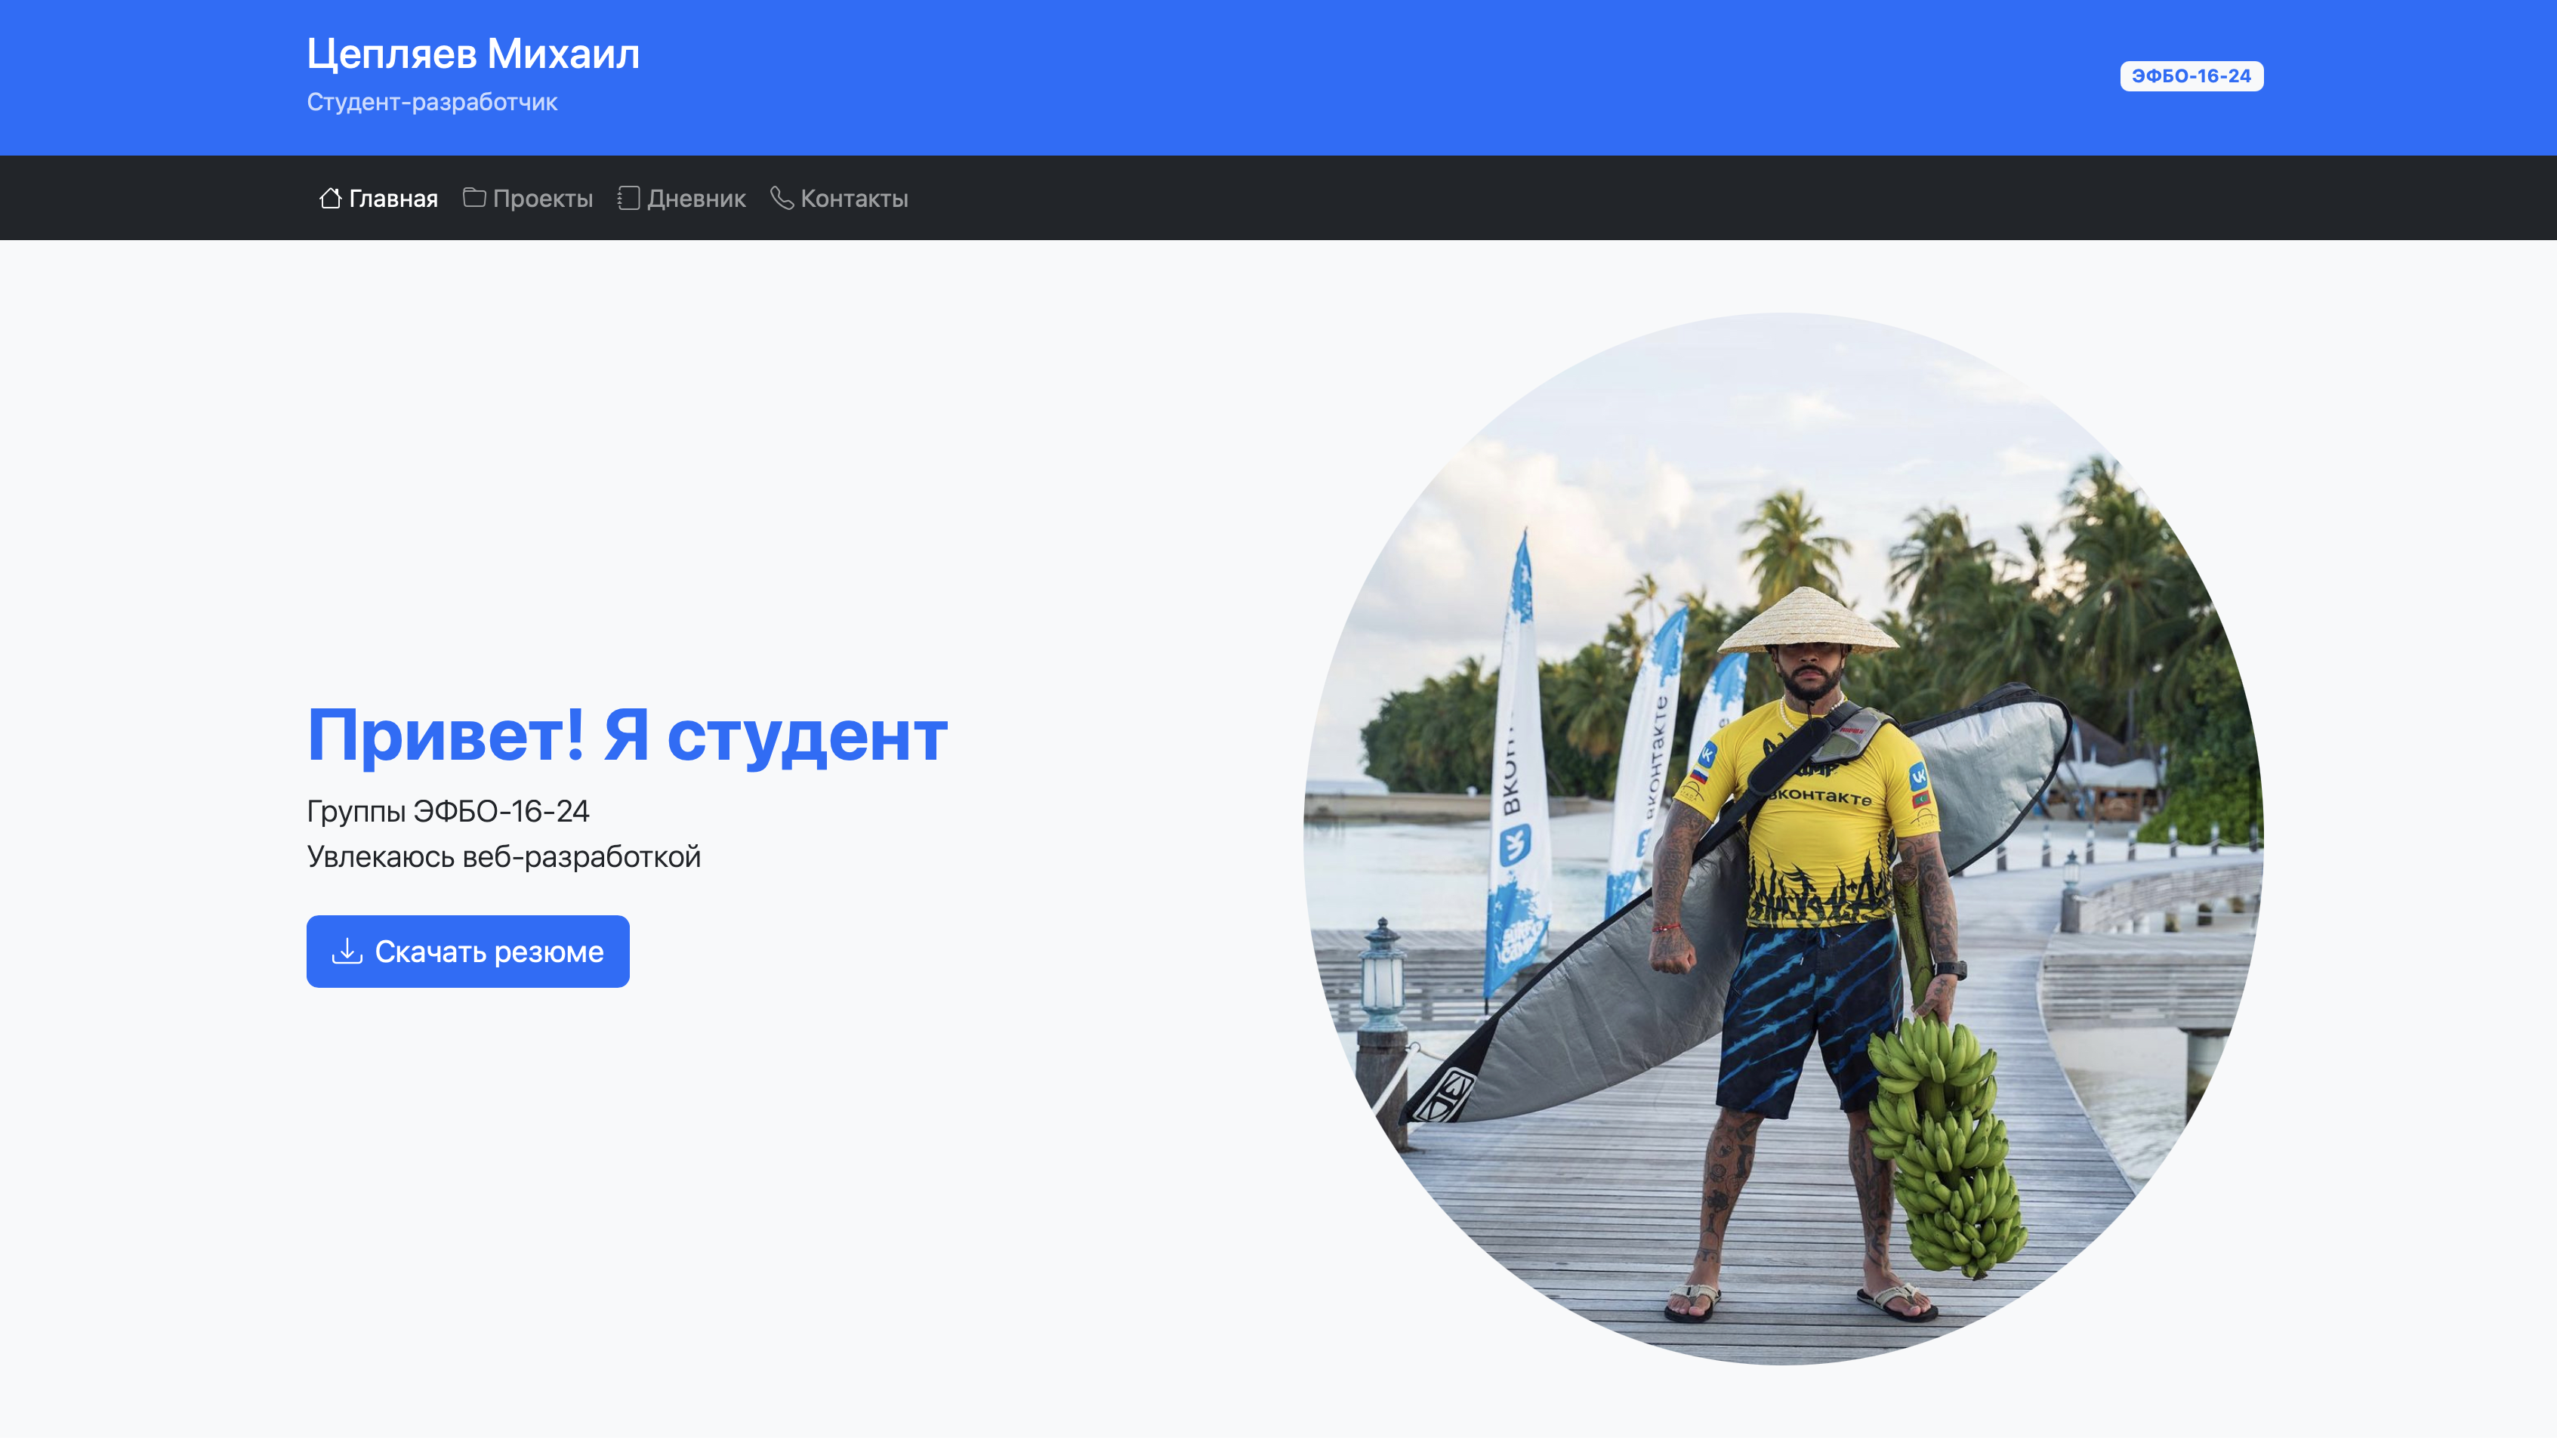 Цепляев Михаил
Студент-разработчик
ЭФБО-16-24
Главная
Проекты
Дневник
Контакты
Привет! Я студент
Группы ЭФБО-16-24
Увлекаюсь веб-разработкой
Скачать резюме
вконтакте
вконтакте